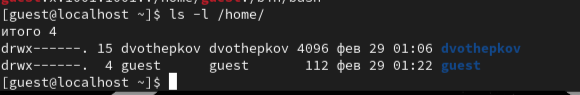 [guest@localhost ~]$ ls -l /home/
итого 4
drwx------. 15 dvothepkov dvothepkov 4096 фев 29 01:06 dvothepkov
drwx------.  4 guest      guest       112 фев 29 01:22 guest
[guest@localhost ~]$